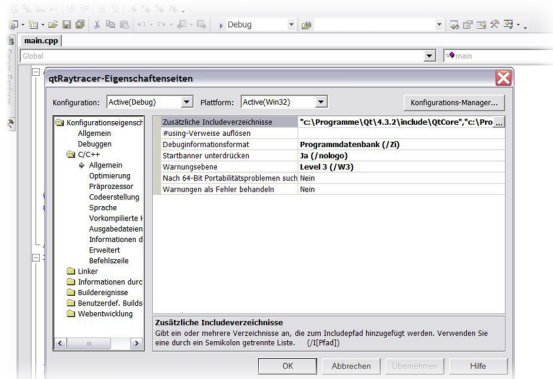 Debug
main.cpp
Global
main
qtRaytracer-Eigenschaftenseiten
Konfiguration: Active(Debug) Plattform: Active(Win32) Konfigurations-Manager...
Konfigurationseigensch
Allgemein
Debuggen
C/C++
Allgemein
Optimierung
Präprozessor
Codeerstellung
Sprache
Vorkompilierte H
Ausgabedateien
Informationen d
Erweitert
Befehlszeile
Linker
Informationen durc
Buildereignisse
Benutzerdef. Builds
Webentwicklung
Zusätzliche Includeverzeichnisse "c:\Programme\Qt\4.3.2\include\QtCore","c:\Pro ...
#using-Verweise auflösen
Debuginformationsformat Programmdatenbank (/Zi)
Startbanner unterdrücken Ja (/nologo)
Warnungsebene Level 3 (/W3)
Nach 64-Bit Portabilitätsproblemen such Nein
Warnungen als Fehler behandeln Nein
Zusätzliche Includeverzeichnisse
Gibt ein oder mehrere Verzeichnisse an, die zum Includepfad hinzugefügt werden. Verwenden Sie
eine durch ein Semikolon getrennte Liste. (/I[Pfad])
OK Abbrechen Übernehmen Hilfe